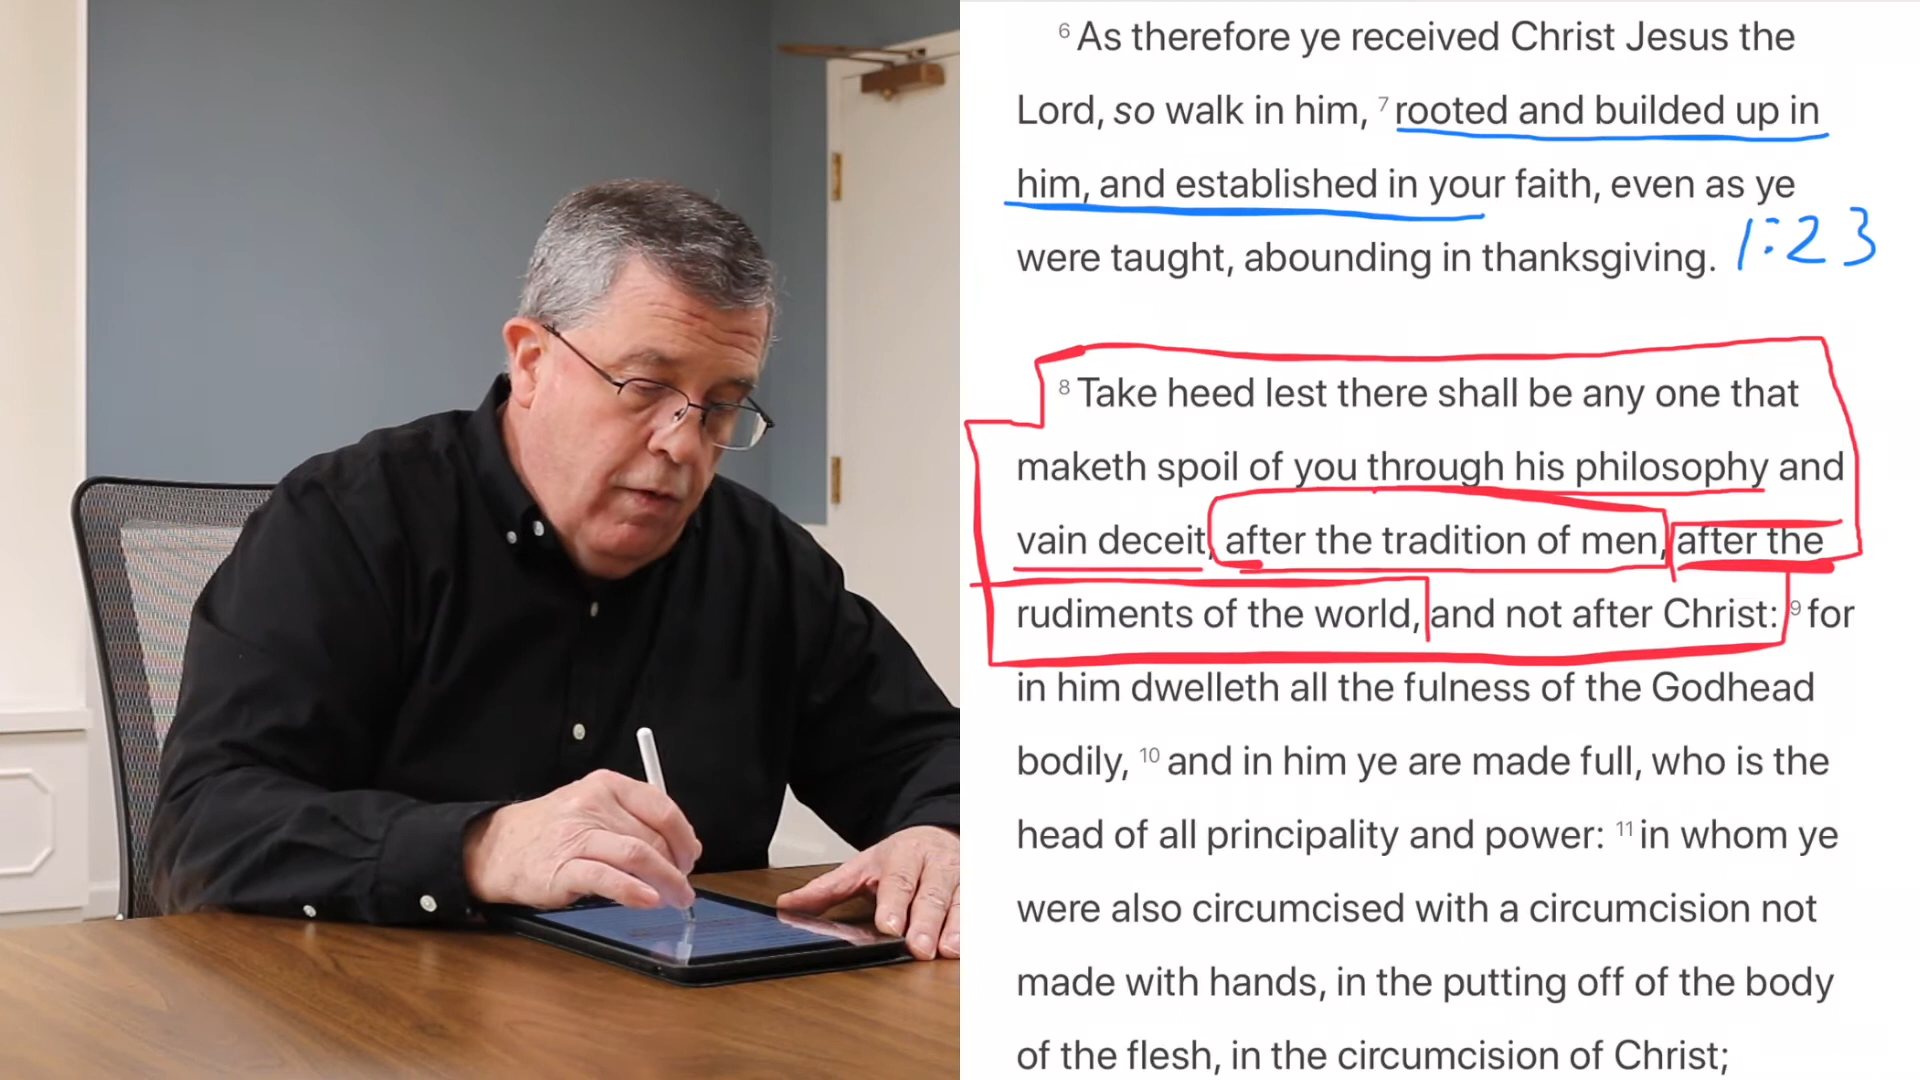 6 As therefore ye received Christ Jesus the
Lord, so walk in him, 7 rooted and builded up in
him, and established in your faith, even as ye
were taught, abounding in thanksgiving. 1:23
8 Take heed lest there shall be any one that
maketh spoil of you through his philosophy and
vain deceit, after the tradition of men, after the
rudiments of the world, and not after Christ: 9 for
in him dwelleth all the fulness of the Godhead
bodily, 10 and in him ye are made full, who is the
head of all principality and power: 11 in whom ye
were also circumcised with a circumcision not
made with hands, in the putting off of the body
of the flesh, in the circumcision of Christ;